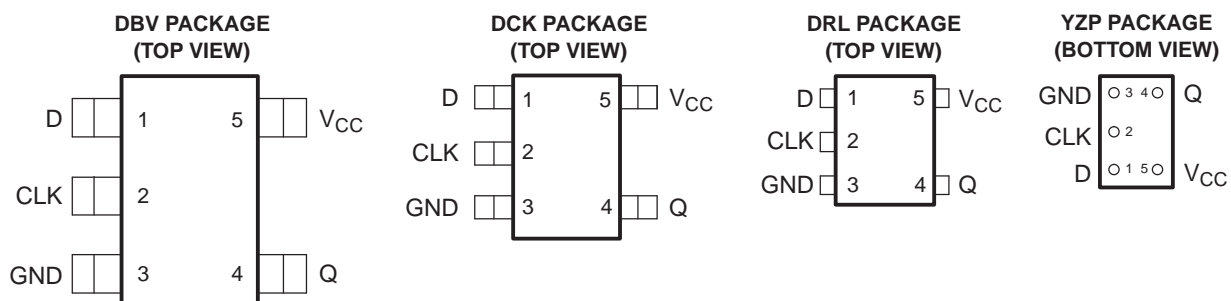 DBV PACKAGE
(TOP VIEW)
D 1 5 VCC
CLK 2
GND 3 4 Q
DCK PACKAGE
(TOP VIEW)
D 1 5 VCC
CLK 2
GND 3 4 Q
DRL PACKAGE
(TOP VIEW)
D 1 5 VCC
CLK 2
GND 3 4 Q
YZP PACKAGE
(BOTTOM VIEW)
GND 3 4 Q
CLK 2
D 1 5 VCC